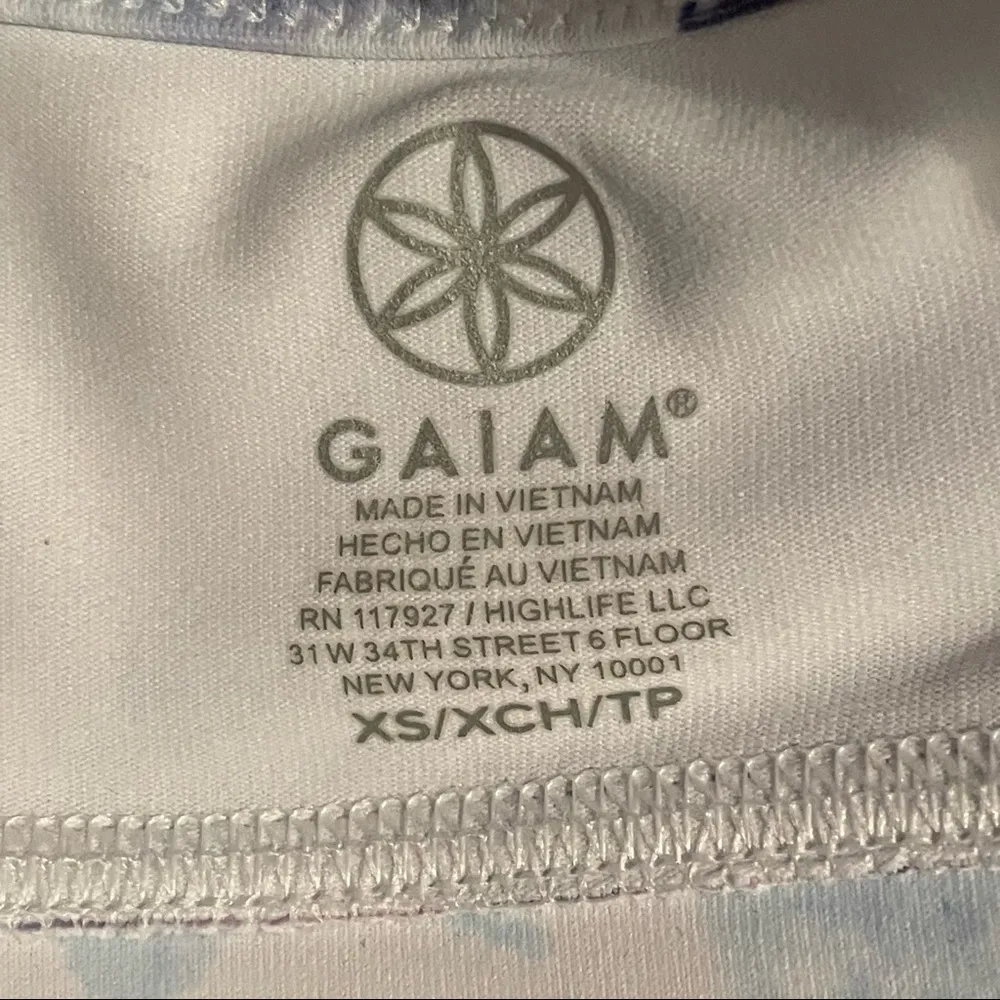 GAIAM®
MADE IN VIETNAM
HECHO EN VIETNAM
FABRIQUÉ AU VIETNAM
RN 117927 / HIGHLIFE LLC
31 W 34TH STREET 6 FLOOR
NEW YORK, NY 10001
XS/XCH/TP